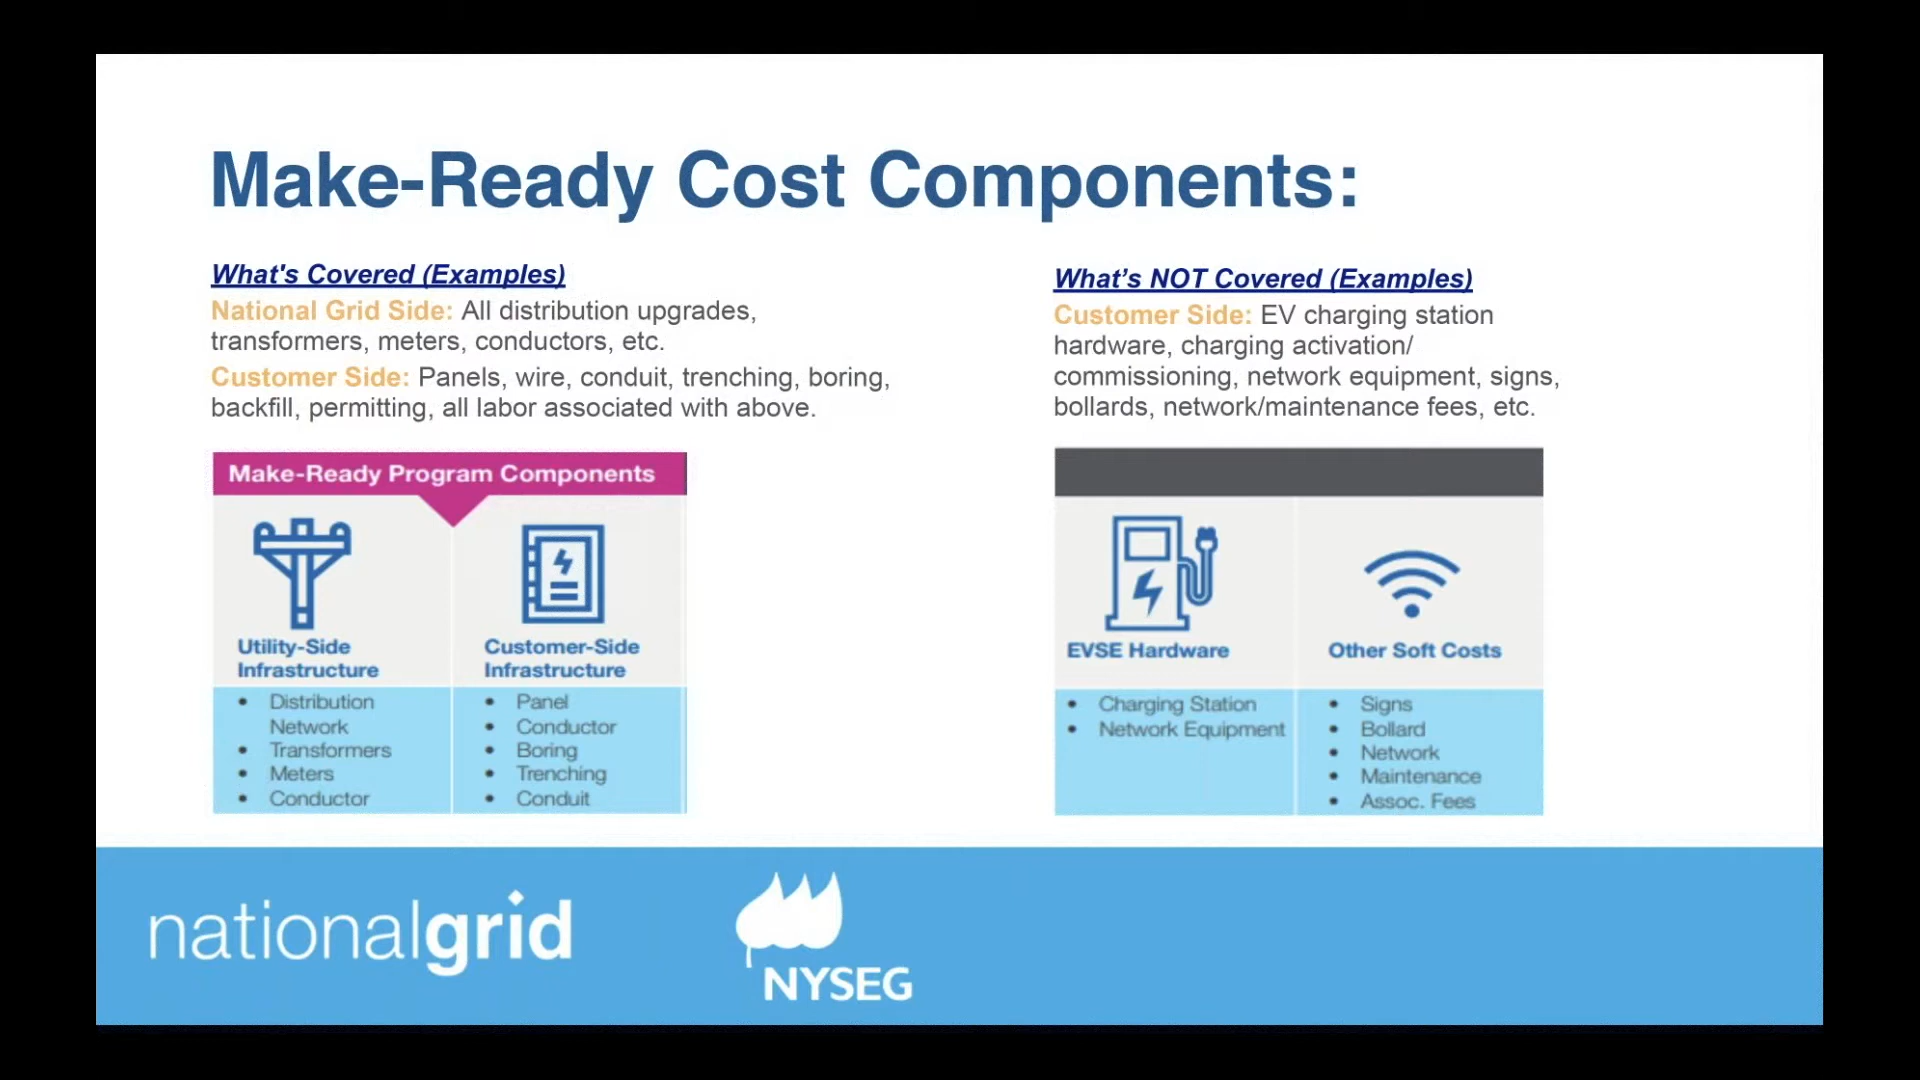 Make-Ready Cost Components:
What's Covered (Examples)
National Grid Side: All distribution upgrades,
transformers, meters, conductors, etc.
Customer Side: Panels, wire, conduit, trenching, boring,
backfill, permitting, all labor associated with above.
What’s NOT Covered (Examples)
Customer Side: EV charging station
hardware, charging activation/
commissioning, network equipment, signs,
bollards, network/maintenance fees, etc.
Make-Ready Program Components
Utility-Side
Infrastructure
Distribution
Network
Transformers
Meters
Conductor
Customer-Side
Infrastructure
Panel
Conductor
Boring
Trenching
Conduit
EVSE Hardware
Charging Station
Network Equipment
Other Soft Costs
Signs
Bollard
Network
Maintenance
Assoc. Fees
nationalgrid
NYSEG